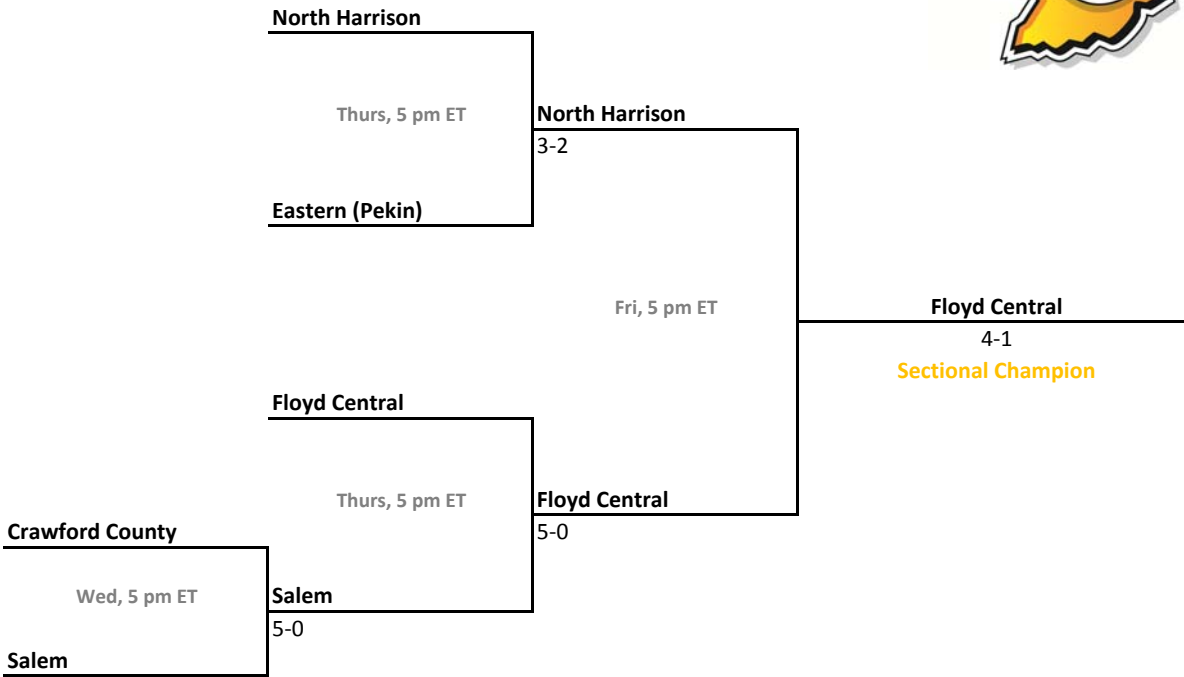 North Harrison
Thurs, 5 pm ET
North Harrison
3-2
Eastern (Pekin)
Fri, 5 pm ET
Floyd Central
4-1
Sectional Champion
Floyd Central
Thurs, 5 pm ET
Floyd Central
5-0
Crawford County
Wed, 5 pm ET
Salem
5-0
Salem